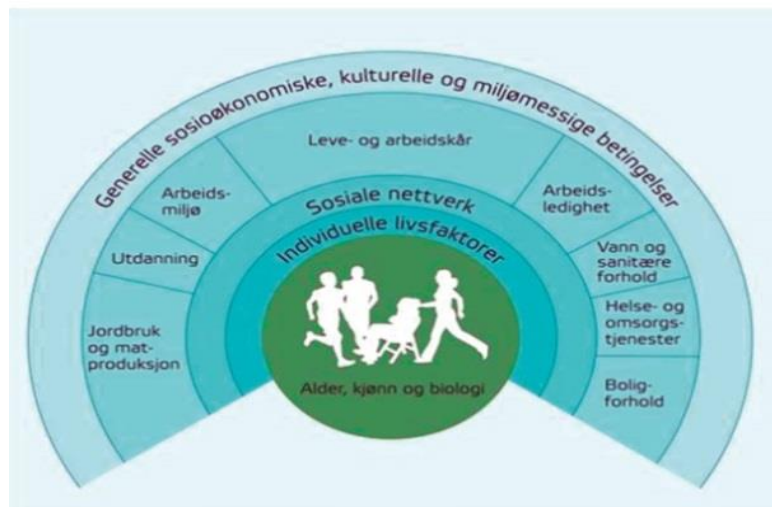 Generelle sosioøkonomiske, kulturelle og miljømessige betingelser
Leve- og arbeidskår
Arbeids-
miljø
Utdanning
Jordbruk
og mat-
produksjon
Arbeids-
ledighet
Vann og
sanitære
forhold
Helse- og
omsorgs-
tjenester
Bolig-
forhold
Sosiale nettverk
Individuelle livsfaktorer
Alder, kjønn og biologi